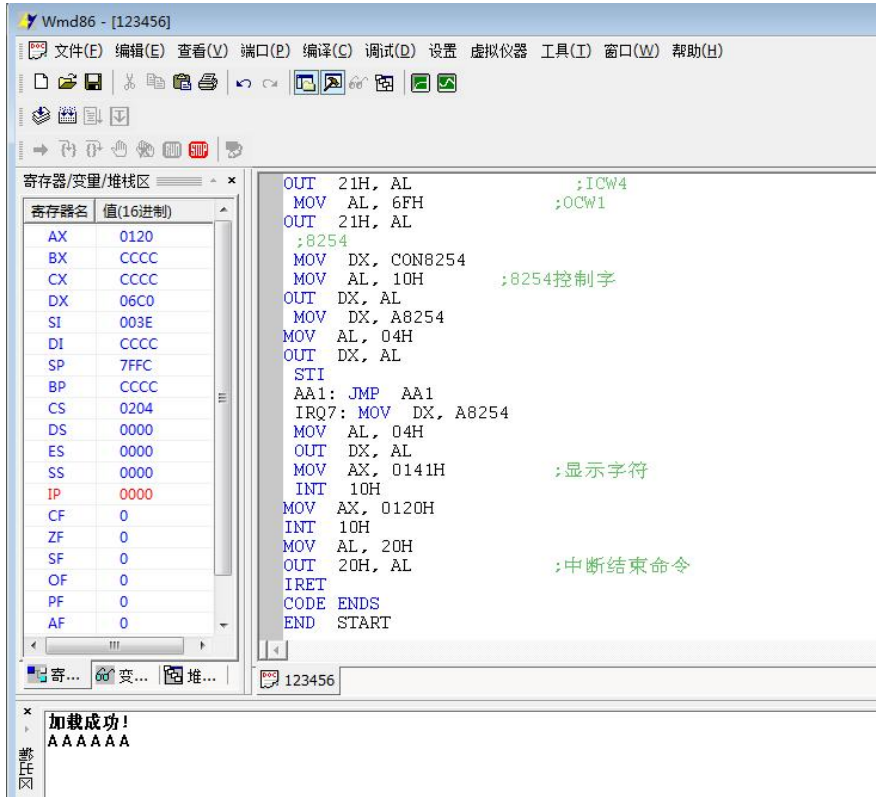 Wmd86 - [123456]
文件(F) 编辑(E) 查看(V) 端口(P) 编译(C) 调试(D) 设置 虚拟仪器 工具(T) 窗口(W) 帮助(H)
寄存器/变量/堆栈区
寄存器名 值(16进制)
AX 0120
BX CCCC
CX CCCC
DX 06C0
SI 003E
DI CCCC
SP 7FFC
BP CCCC
CS 0204
DS 0000
ES 0000
SS 0000
IP 0000
CF 0
ZF 0
SF 0
OF 0
PF 0
AF 0
寄... 变... 堆...
OUT 21H, AL ;ICW4
MOV AL, 6FH ;OCW1
OUT 21H, AL
;8254
MOV DX, CON8254
MOV AL, 10H ;8254控制字
OUT DX, AL
MOV DX, A8254
MOV AL, 04H
OUT DX, AL
STI
AA1: JMP AA1
IRQ7: MOV DX, A8254
MOV AL, 04H
OUT DX, AL
MOV AX, 0141H ;显示字符
INT 10H
MOV AX, 0120H
INT 10H
MOV AL, 20H
OUT 20H, AL ;中断结束命令
IRET
CODE ENDS
END START
123456
加载成功!
A A A A A A